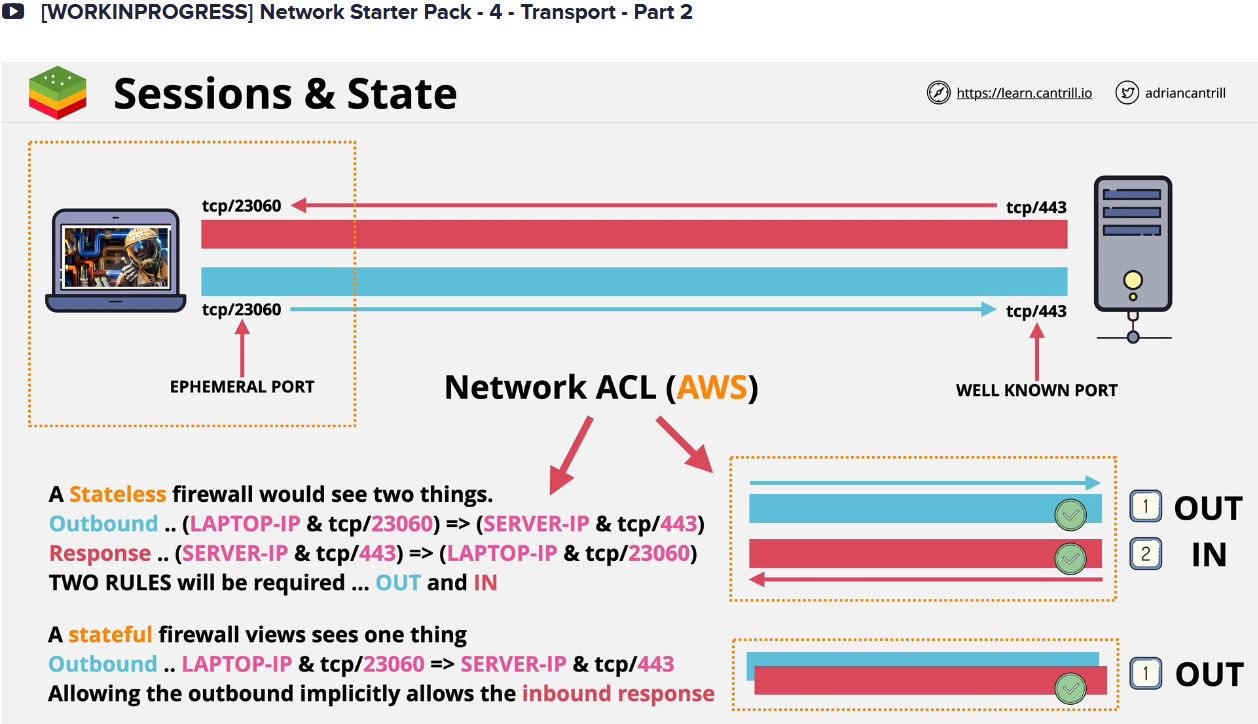 [WORKINPROGRESS] Network Starter Pack - 4 - Transport - Part 2
Sessions & State
https://learn.cantrill.io
adriancantrill
tcp/23060
tcp/443
tcp/23060
tcp/443
EPHEMERAL PORT
WELL KNOWN PORT
Network ACL (AWS)
A Stateless firewall would see two things.
Outbound .. (LAPTOP-IP & tcp/23060) => (SERVER-IP & tcp/443)
Response .. (SERVER-IP & tcp/443) => (LAPTOP-IP & tcp/23060)
TWO RULES will be required ... OUT and IN
1 OUT
2 IN
A stateful firewall views sees one thing
Outbound .. LAPTOP-IP & tcp/23060 => SERVER-IP & tcp/443
Allowing the outbound implicitly allows the inbound response
1 OUT